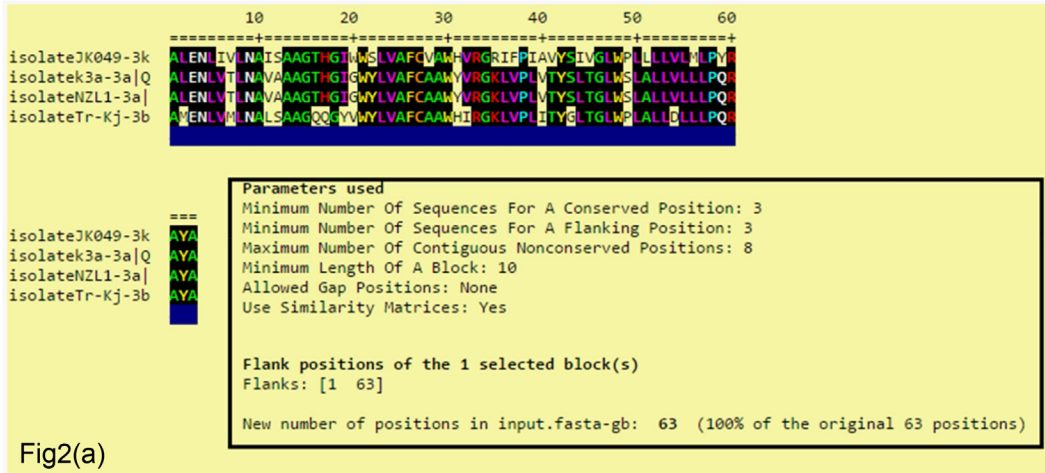 10 20 30 40 50 60
=========+=========+=========+=========+=========+=========+
isolateJK049-3k ALENLIVLNAISAAGTHGIWWSLVAFCVAWHVRGRIFPIAVYSIVGLWPLLLLVLMLPYR
isolatek3a-3a|Q ALENLVTLNAVAAAGTHGIGWYLVAFCAAWYVRGKLVPLVTYSLTGLWSLALLVLLLPQR
isolateNZL1-3a| ALENLVTLNAVAAAGTHGIGWYLVAFCAAWYVRGKLVPLVTYSLTGLWSLALLVLLLPQR
isolateTr-Kj-3b AMENLVMLNALSAAGQQGYVWYLVAFCAAWHIRGKLVPLITYGLTGLWPLALLDLLLPQR
===
isolateJK049-3k AYA
isolatek3a-3a|Q AYA
isolateNZL1-3a| AYA
isolateTr-Kj-3b AYA
Parameters used
Minimum Number Of Sequences For A Conserved Position: 3
Minimum Number Of Sequences For A Flanking Position: 3
Maximum Number Of Contiguous Nonconserved Positions: 8
Minimum Length Of A Block: 10
Allowed Gap Positions: None
Use Similarity Matrices: Yes
Flank positions of the 1 selected block(s)
Flanks: [1 63]
New number of positions in input.fasta-gb: 63 (100% of the original 63 positions)
Fig2(a)